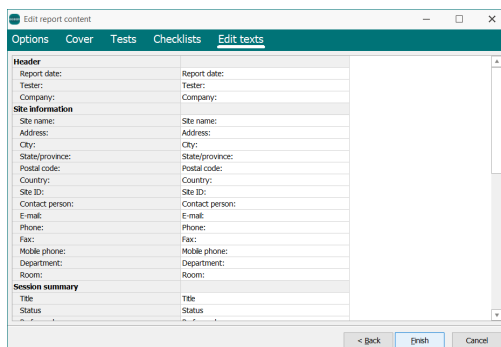 Edit report content
Options Cover Tests Checklists Edit texts
Header
Report date: Report date:
Tester: Tester:
Company: Company:
Site information
Site name: Site name:
Address: Address:
City: City:
State/province: State/province:
Postal code: Postal code:
Country: Country:
Site ID: Site ID:
Contact person: Contact person:
E-mail: E-mail:
Phone: Phone:
Fax: Fax:
Mobile phone: Mobile phone:
Department: Department:
Room: Room:
Session summary
Title Title
Status Status
< Back Finish Cancel